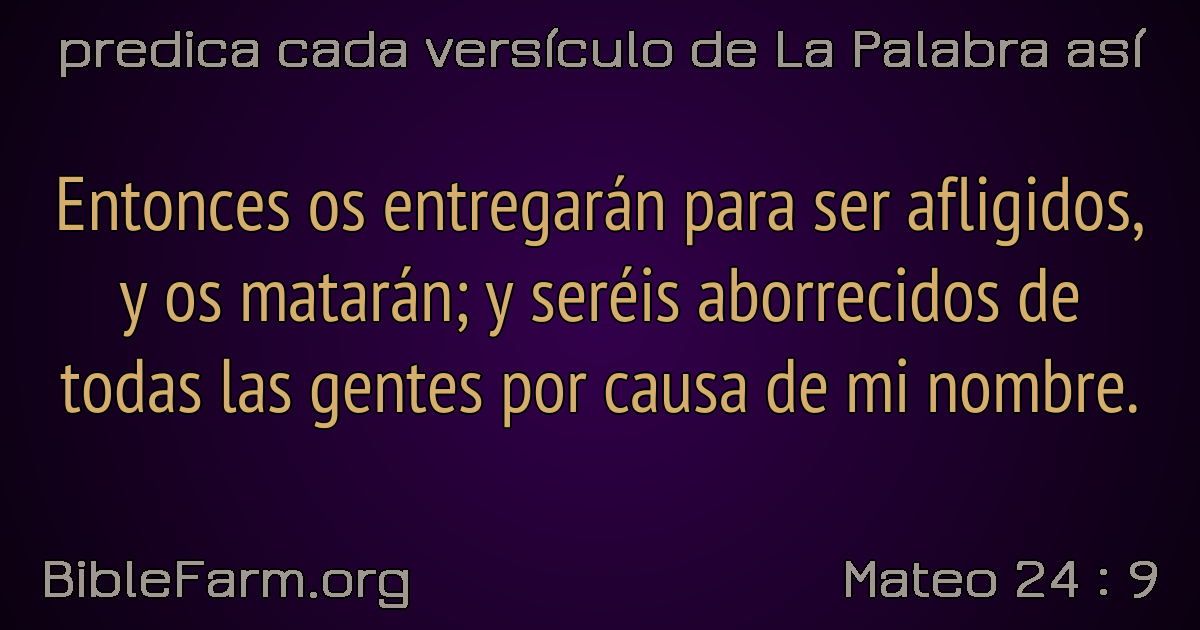 predica cada versículo de La Palabra así
Entonces os entregarán para ser afligidos,
y os matarán; y seréis aborrecidos de
todas las gentes por causa de mi nombre.
BibleFarm.org
Mateo 24 : 9